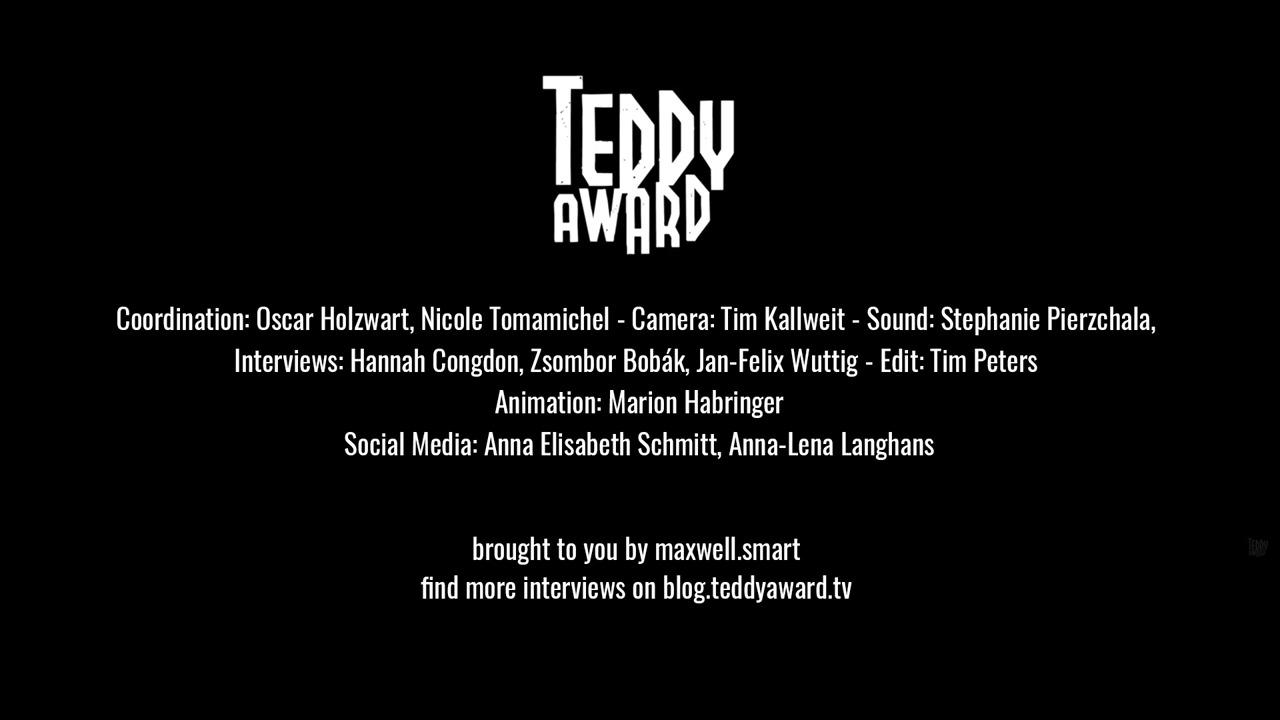 TEDDY
AWARD
Coordination: Oscar Holzwart, Nicole Tomamichel - Camera: Tim Kallweit - Sound: Stephanie Pierzchala,
Interviews: Hannah Congdon, Zsombor Bobák, Jan-Felix Wuttig - Edit: Tim Peters
Animation: Marion Habringer
Social Media: Anna Elisabeth Schmitt, Anna-Lena Langhans
brought to you by maxwell.smart
find more interviews on blog.teddyaward.tv
TEDDY
AWARD